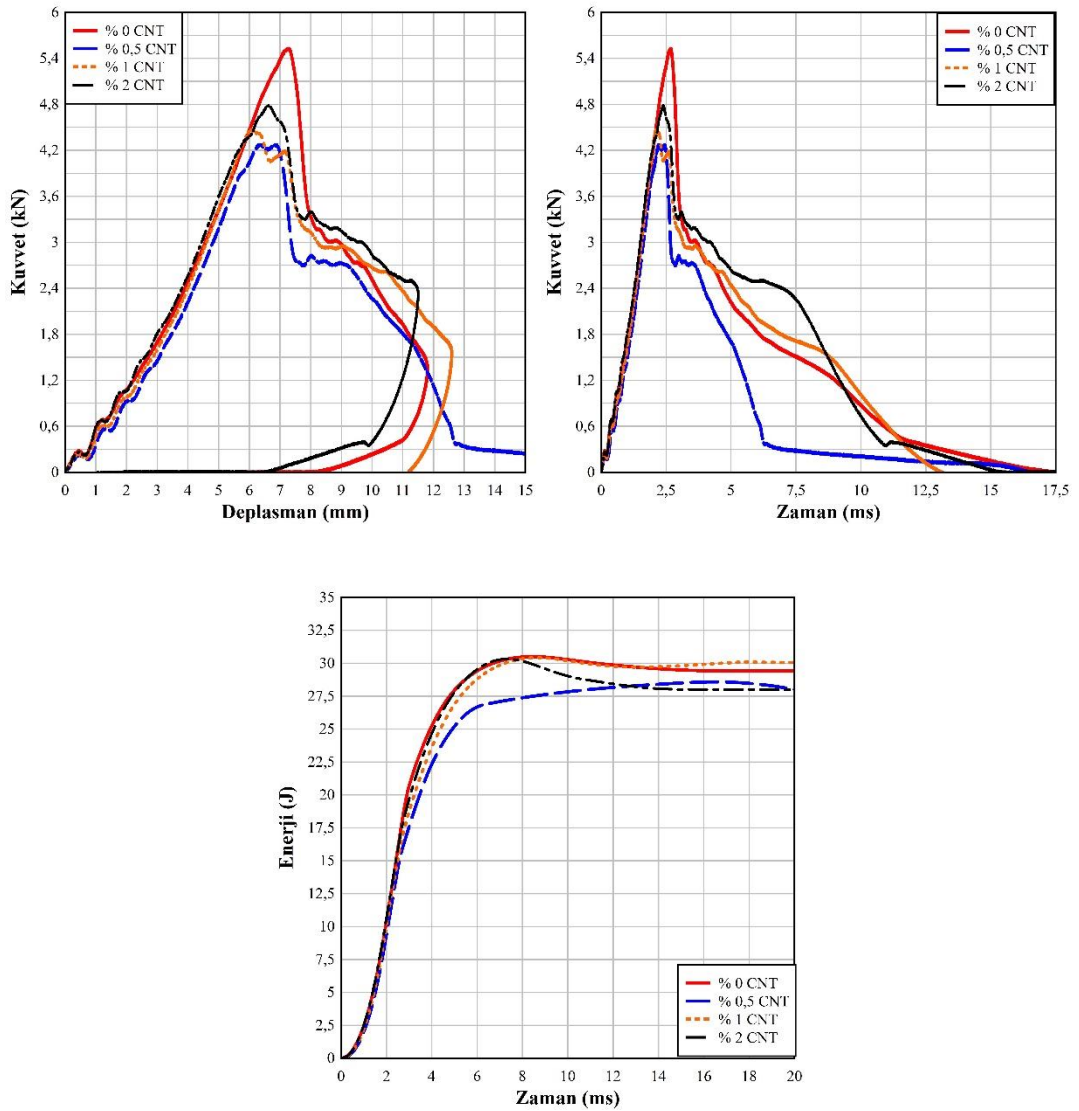 6
5,4
4,8
4,2
3,6
3
2,4
1,8
1,2
0,6
0
Kuvvet (kN)
% 0 CNT
% 0,5 CNT
% 1 CNT
% 2 CNT
0 1 2 3 4 5 6 7 8 9 10 11 12 13 14 15
Deplasman (mm)
6
5,4
4,8
4,2
3,6
3
2,4
1,8
1,2
0,6
0
Kuvvet (kN)
% 0 CNT
% 0,5 CNT
% 1 CNT
% 2 CNT
0 2,5 5 7,5 10 12,5 15 17,5
Zaman (ms)
35
32,5
30
27,5
25
22,5
20
17,5
15
12,5
10
7,5
5
2,5
0
Enerji (J)
% 0 CNT
% 0,5 CNT
% 1 CNT
% 2 CNT
0 2 4 6 8 10 12 14 16 18 20
Zaman (ms)